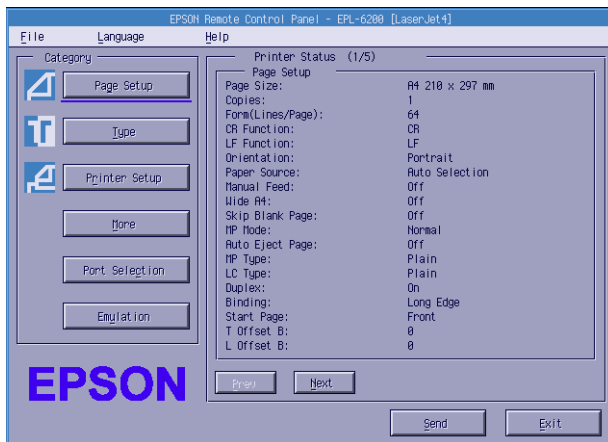 EPSON Remote Control Panel - EPL-6200 [LaserJet4]
File Language Help
Category
Page Setup
Type
Printer Setup
More
Port Selection
Emulation
EPSON
Printer Status (1/5)
Page Setup
Page Size: A4 210 x 297 mm
Copies: 1
Form(Lines/Page): 64
CR Function: CR
LF Function: LF
Orientation: Portrait
Paper Source: Auto Selection
Manual Feed: Off
Wide A4: Off
Skip Blank Page: Off
MP Mode: Normal
Auto Eject Page: Off
MP Type: Plain
LC Type: Plain
Duplex: On
Binding: Long Edge
Start Page: Front
T Offset B: 0
L Offset B: 0
Prev Next
Send Exit